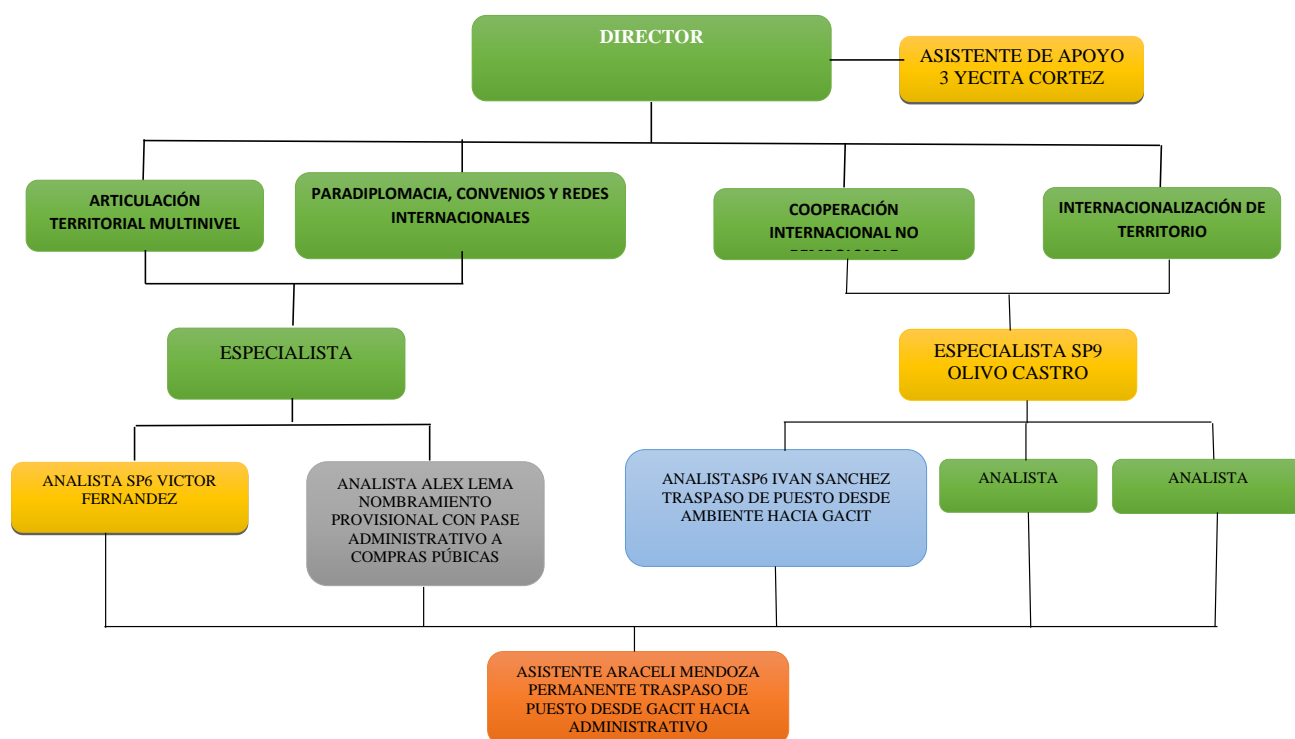 DIRECTOR
ASISTENTE DE APOYO
3 YECITA CORTEZ
ARTICULACIÓN
TERRITORIAL MULTINIVEL
PARADIPLOMACIA, CONVENIOS Y REDES
INTERNACIONALES
COOPERACIÓN
INTERNACIONAL NO
INTERNACIONALIZACIÓN DE
TERRITORIO
ESPECIALISTA
ESPECIALISTA SP9
OLIVO CASTRO
ANALISTA SP6 VICTOR
FERNANDEZ
ANALISTA ALEX LEMA
NOMBRAMIENTO
PROVISIONAL CON PASE
ADMINISTRATIVO A
COMPRAS PÚBICAS
ANALISTASP6 IVAN SANCHEZ
TRASPASO DE PUESTO DESDE
AMBIENTE HACIA GACIT
ANALISTA
ANALISTA
ASISTENTE ARACELI MENDOZA
PERMANENTE TRASPASO DE
PUESTO DESDE GACIT HACIA
ADMINISTRATIVO